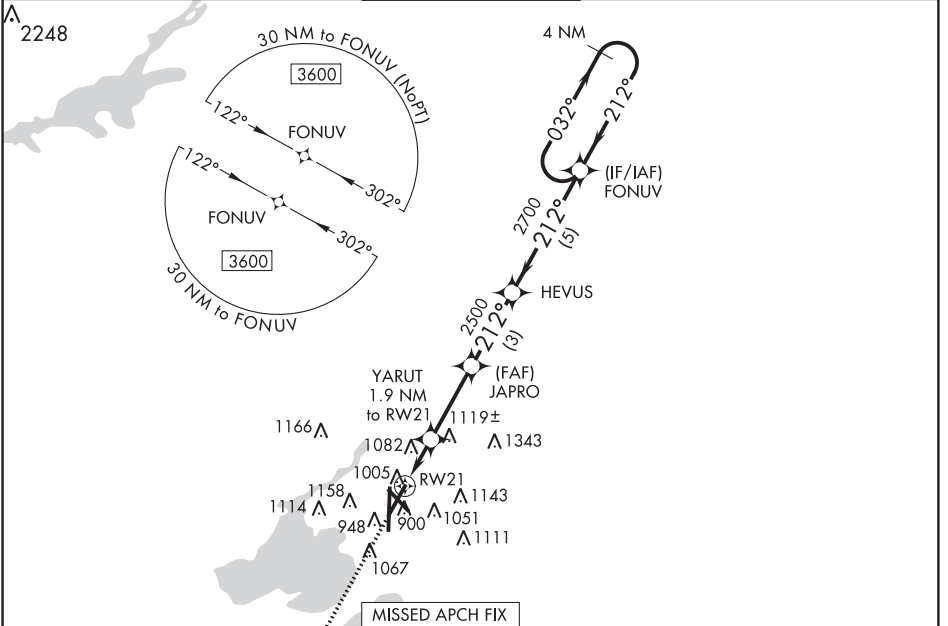 2248
30 NM to FONUV (NoPT)
3600
122°
FONUV
302°
122°
FONUV
302°
3600
30 NM to FONUV
4 NM
032°
212°
(IF/IAF)
FONUV
2700
212°
(5)
HEVUS
2500
212°
(3)
(FAF)
JAPRO
YARUT
1.9 NM
to RW21
1119±
1166
1082
1343
1005
RW21
1158
1143
1114
948
900
1051
1111
1067
MISSED APCH FIX